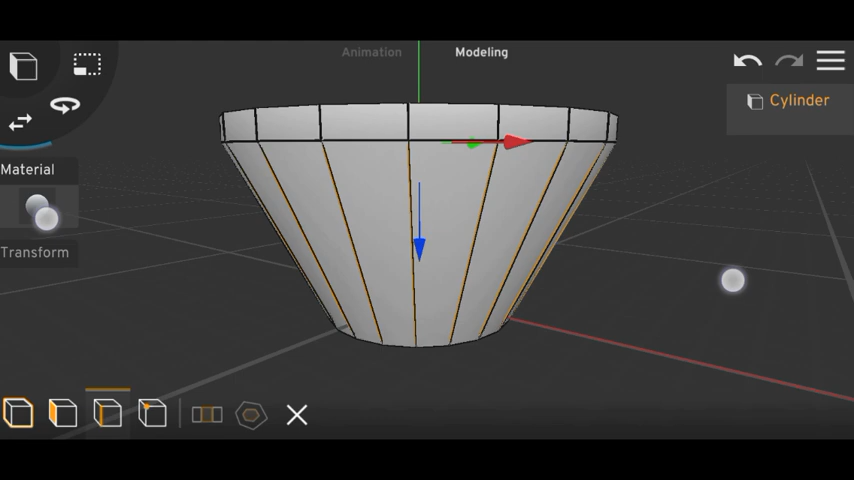 Animation Modeling
Cylinder
Material
Transform